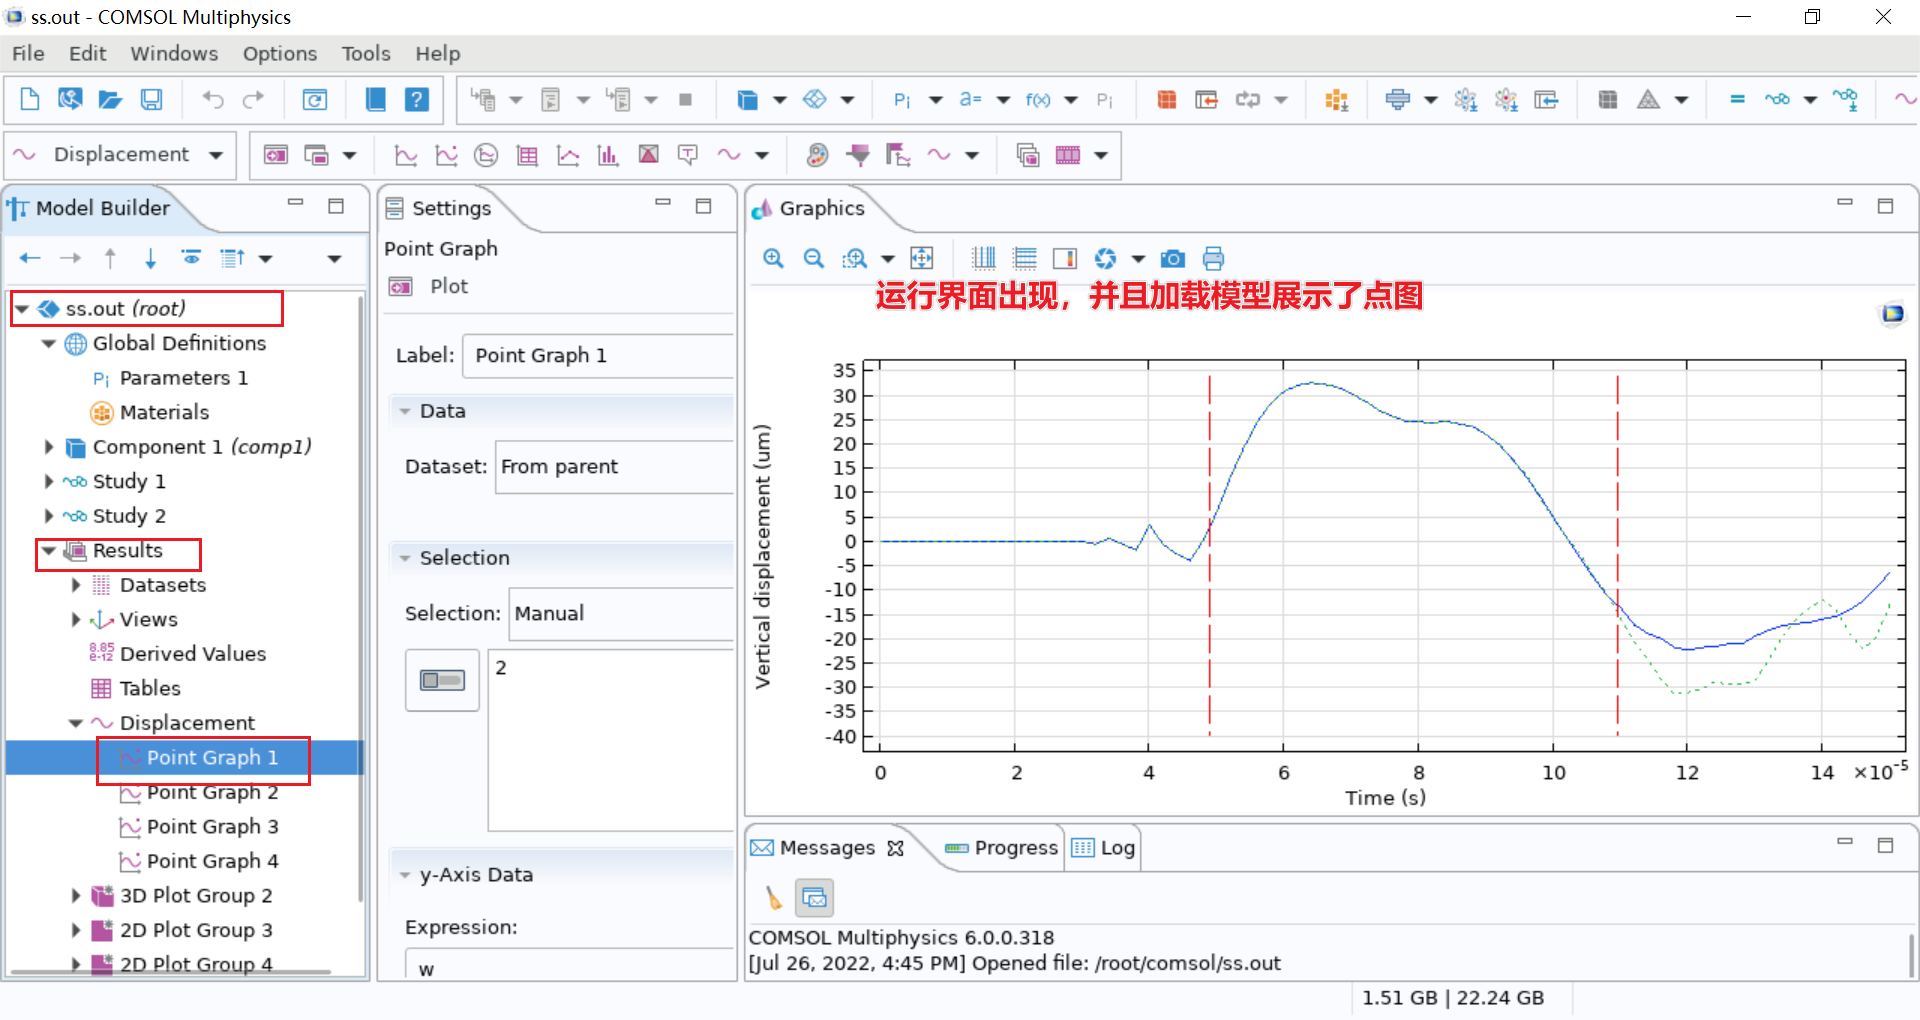 ss.out - COMSOL Multiphysics
File Edit Windows Options Tools Help
Pi a= f(x) Pi
Displacement
Model Builder
ss.out (root)
Global Definitions
Pi Parameters 1
Materials
Component 1 (comp1)
Study 1
Study 2
Results
Datasets
Views
8.85 e-12 Derived Values
Tables
Displacement
Point Graph 1
Point Graph 2
Point Graph 3
Point Graph 4
3D Plot Group 2
2D Plot Group 3
2D Plot Group 4
Settings
Point Graph
Plot
Label: Point Graph 1
Data
Dataset: From parent
Selection
Selection: Manual
2
y-Axis Data
Expression:
w
Graphics
运行界面出现，并且加载模型展示了点图
35
30
25
20
15
10
5
0
-5
-10
-15
-20
-25
-30
-35
-40
Vertical displacement (um)
0 2 4 6 8 10 12 14 ×10-5
Time (s)
Messages Progress Log
COMSOL Multiphysics 6.0.0.318
[Jul 26, 2022, 4:45 PM] Opened file: /root/comsol/ss.out
1.51 GB | 22.24 GB